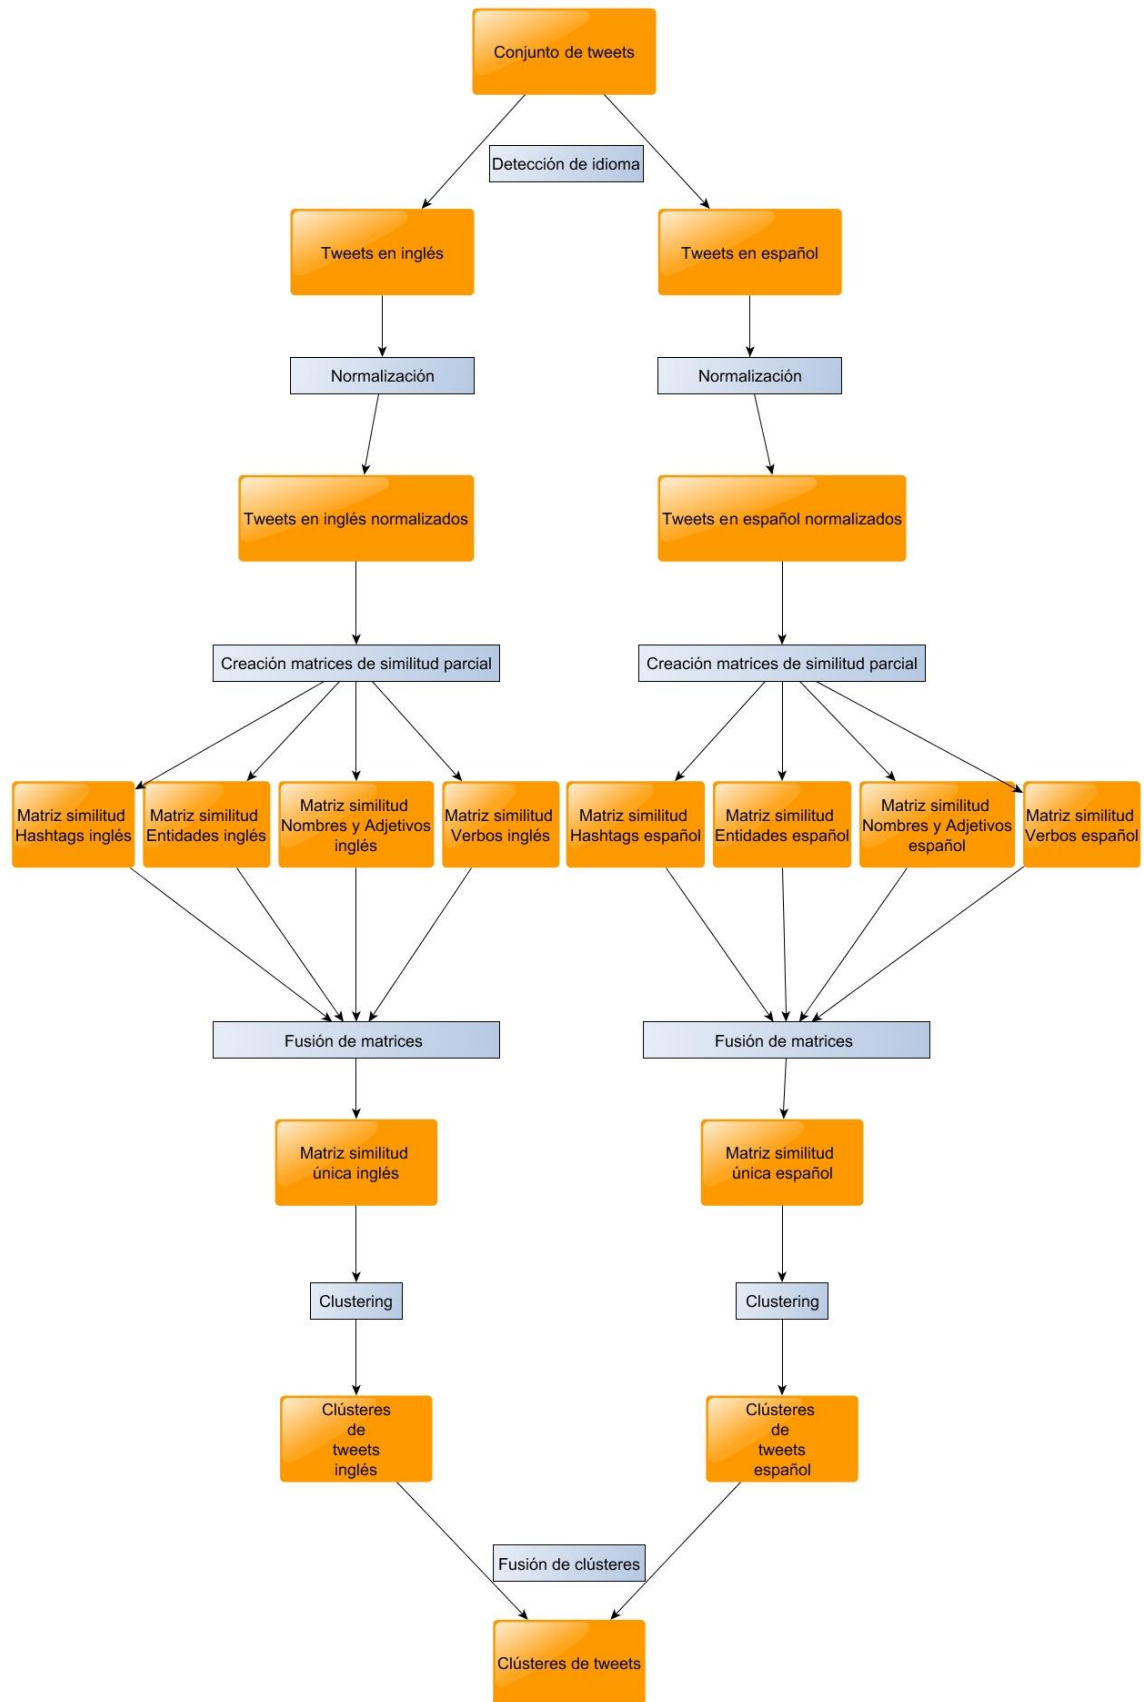 Conjunto de tweets
Detección de idioma
Tweets en inglés
Tweets en español
Normalización
Normalización
Tweets en inglés normalizados
Tweets en español normalizados
Creación matrices de similitud parcial
Creación matrices de similitud parcial
Matriz similitud
Hashtags inglés
Matriz similitud
Entidades inglés
Matriz similitud
Nombres y Adjetivos
inglés
Matriz similitud
Verbos inglés
Matriz similitud
Hashtags español
Matriz similitud
Entidades español
Matriz similitud
Nombres y Adjetivos
español
Matriz similitud
Verbos español
Fusión de matrices
Fusión de matrices
Matriz similitud
única inglés
Matriz similitud
única español
Clustering
Clustering
Clústeres
de
tweets
inglés
Clústeres
de
tweets
español
Fusión de clústeres
Clústeres de tweets